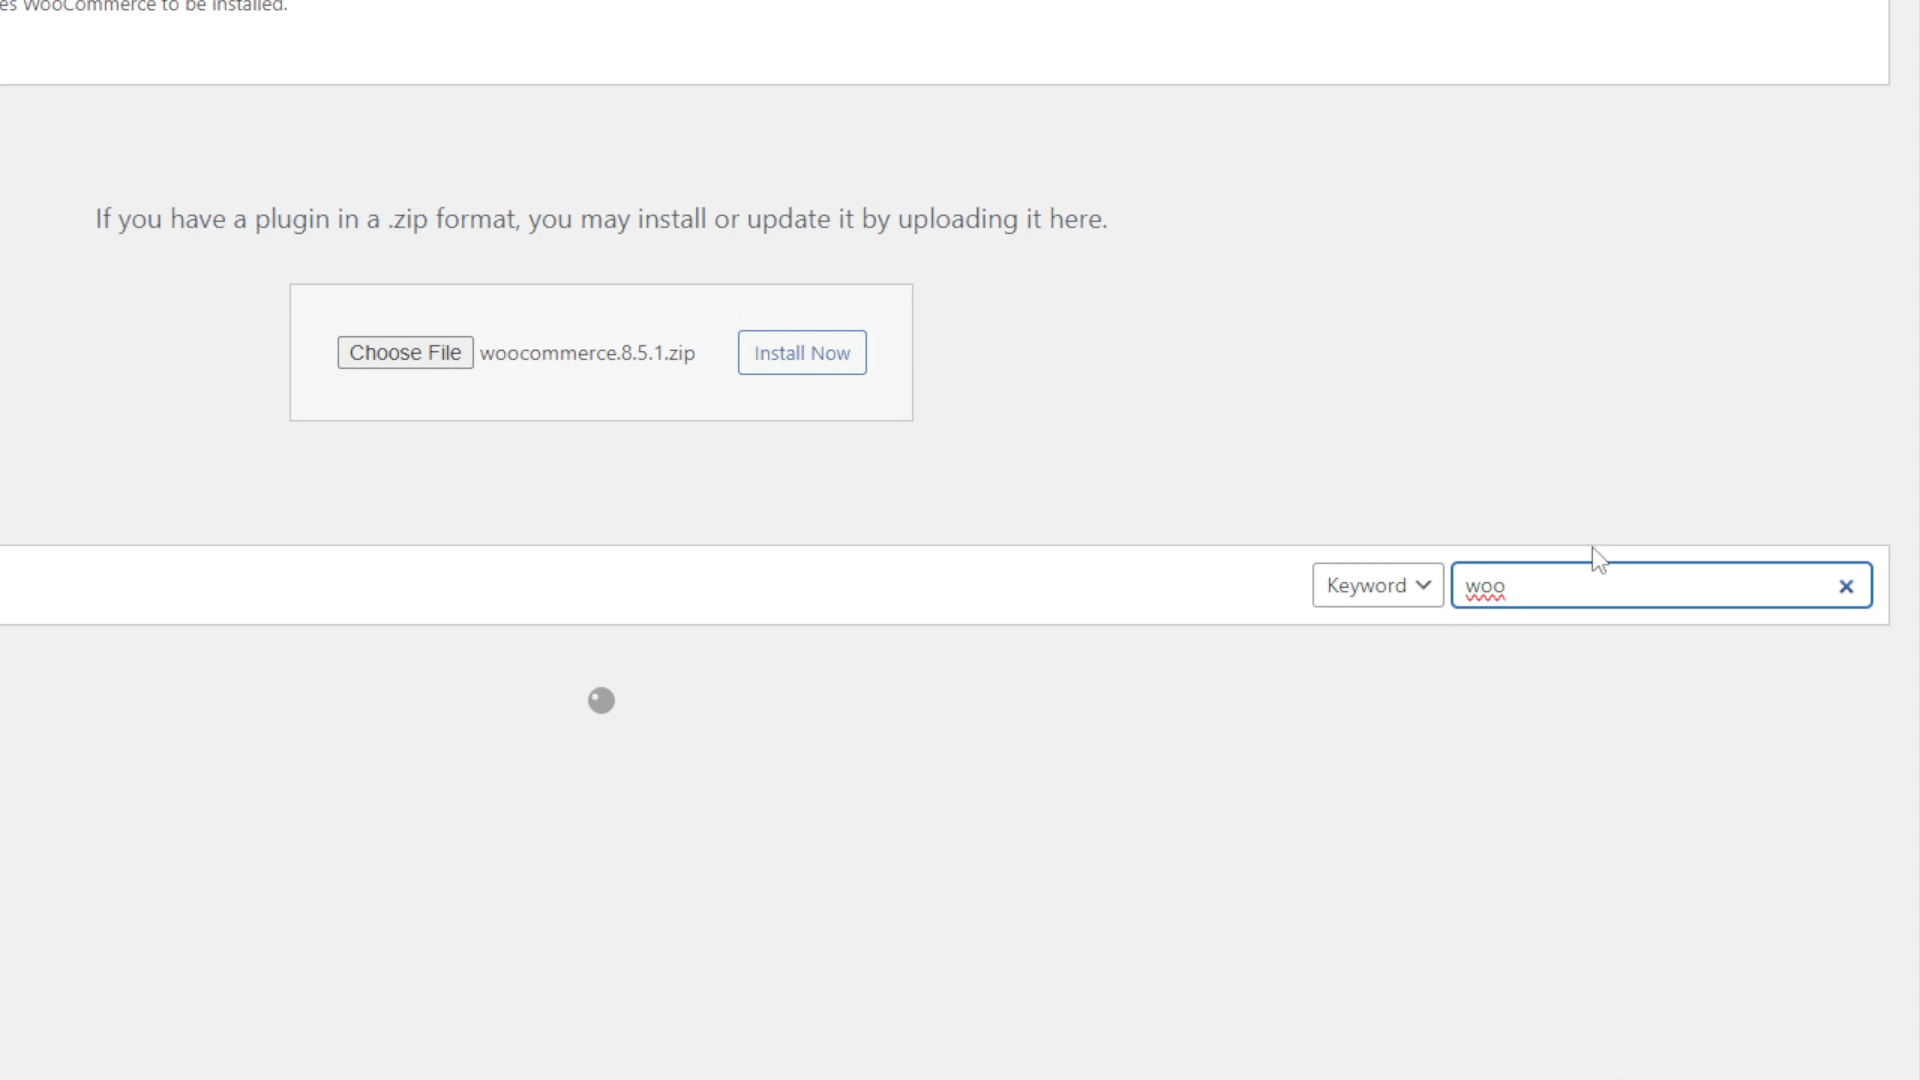 es WooCommerce to be installed.
If you have a plugin in a .zip format, you may install or update it by uploading it here.
Choose File woocommerce.8.5.1.zip Install Now
Keyword woo